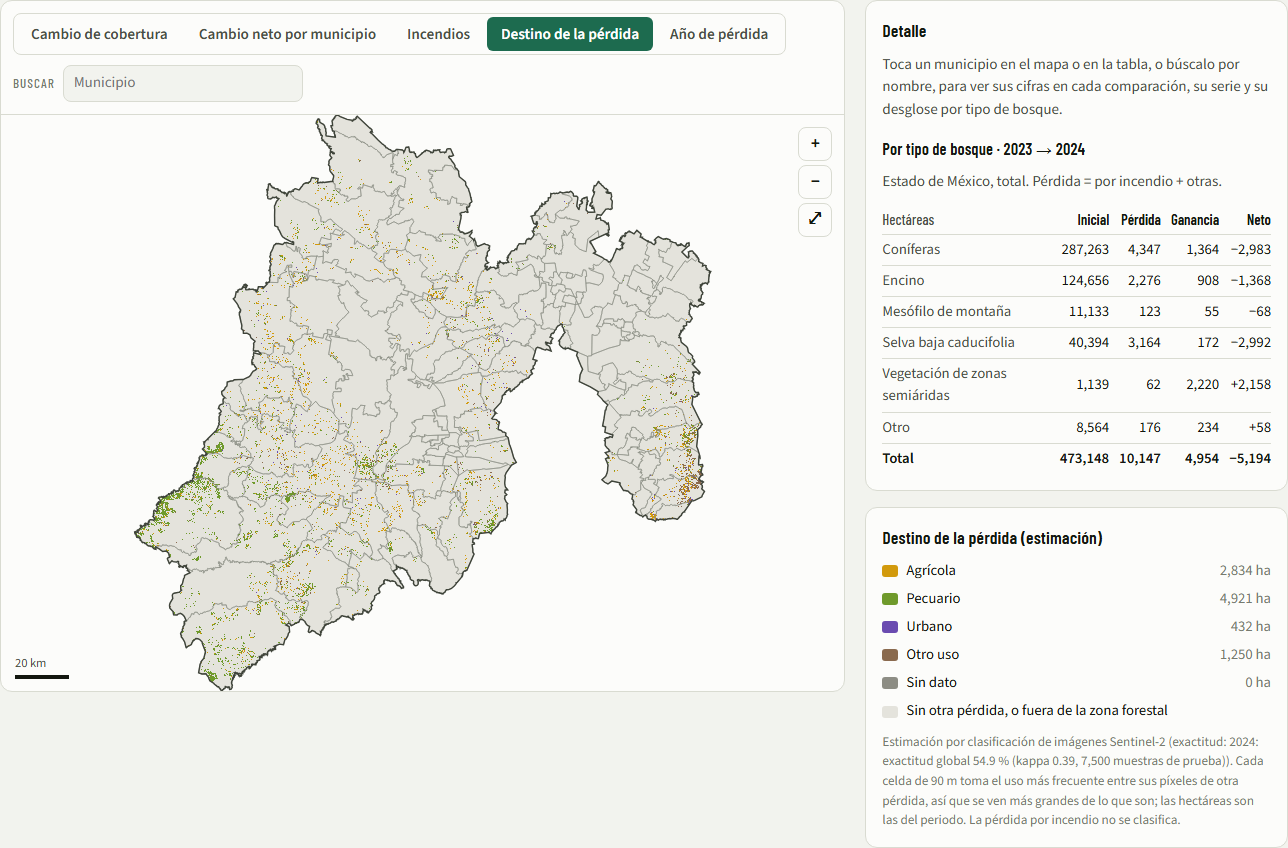 Cambio de cobertura
Cambio neto por municipio
Incendios
Destino de la pérdida
Año de pérdida
BUSCAR
Municipio
+
−
20 km
Detalle
Toca un municipio en el mapa o en la tabla, o búscalo por
nombre, para ver sus cifras en cada comparación, su serie y su
desglose por tipo de bosque.
Por tipo de bosque · 2023 → 2024
Estado de México, total. Pérdida = por incendio + otras.
Hectáreas Inicial Pérdida Ganancia Neto
Coníferas 287,263 4,347 1,364 −2,983
Encino 124,656 2,276 908 −1,368
Mesófilo de montaña 11,133 123 55 −68
Selva baja caducifolia 40,394 3,164 172 −2,992
Vegetación de zonas
semiáridas 1,139 62 2,220 +2,158
Otro 8,564 176 234 +58
Total 473,148 10,147 4,954 −5,194
Destino de la pérdida (estimación)
Agrícola 2,834 ha
Pecuario 4,921 ha
Urbano 432 ha
Otro uso 1,250 ha
Sin dato 0 ha
Sin otra pérdida, o fuera de la zona forestal
Estimación por clasificación de imágenes Sentinel-2 (exactitud: 2024:
exactitud global 54.9 % (kappa 0.39, 7,500 muestras de prueba)). Cada
celda de 90 m toma el uso más frecuente entre sus píxeles de otra
pérdida, así que se ven más grandes de lo que son; las hectáreas son
las del periodo. La pérdida por incendio no se clasifica.